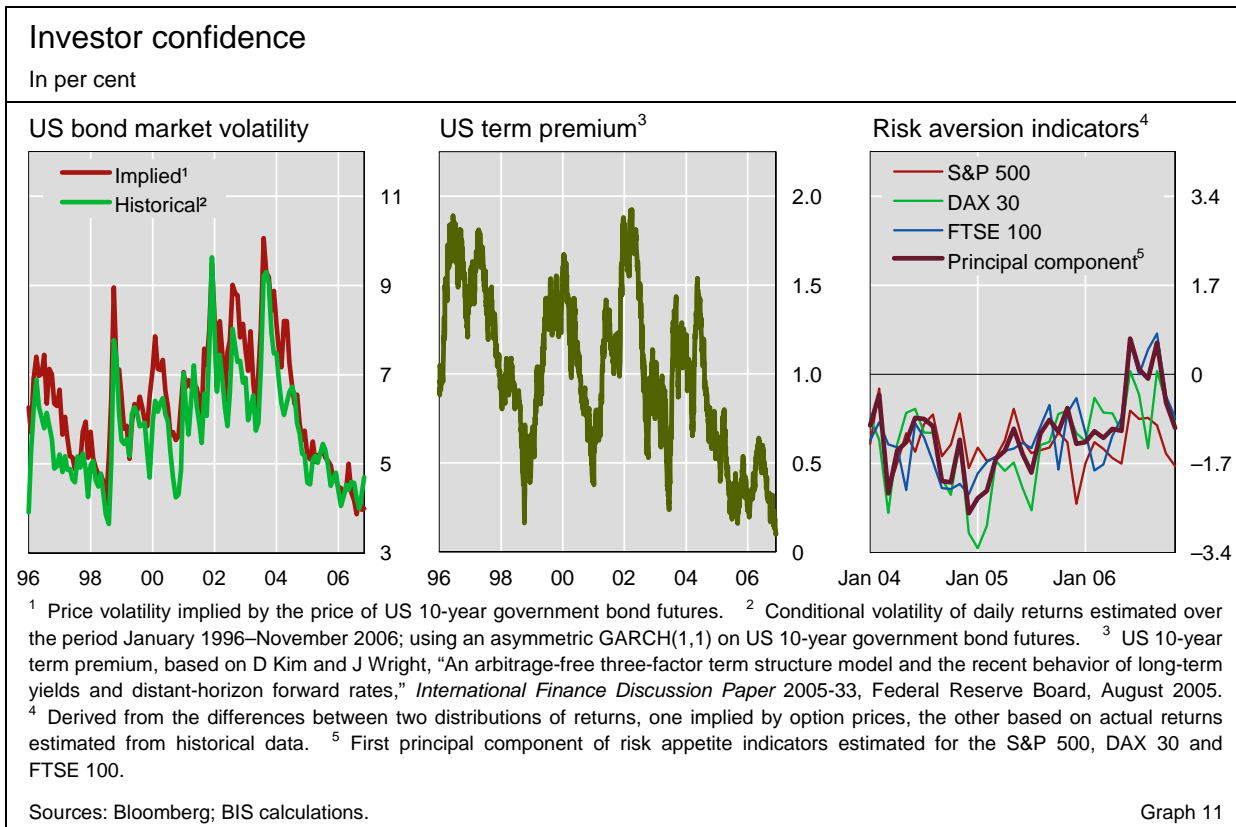 Investor confidence
In per cent
US bond market volatility
Implied¹
Historical²
11
9
7
5
3
98 00 02 04 06
96 98 00 02 04 06
US term premium³
2.0
1.5
1.0
0.5
0
98 00 02 04 06
96 98 00 02 04 06
Risk aversion indicators⁴
S&P 500
DAX 30
FTSE 100
Principal component⁵
3.4
1.7
0
–1.7
–3.4
Jan 04 Jan 05 Jan 06
¹ Price volatility implied by the price of US 10-year government bond futures. ² Conditional volatility of daily returns estimated over
the period January 1996–November 2006; using an asymmetric GARCH(1,1) on US 10-year government bond futures. ³ US 10-year
term premium, based on D Kim and J Wright, “An arbitrage-free three-factor term structure model and the recent behavior of long-term
yields and distant-horizon forward rates,” International Finance Discussion Paper 2005-33, Federal Reserve Board, August 2005.
⁴ Derived from the differences between two distributions of returns, one implied by option prices, the other based on actual returns
estimated from historical data. ⁵ First principal component of risk appetite indicators estimated for the S&P 500, DAX 30 and
FTSE 100.
Sources: Bloomberg; BIS calculations. Graph 11